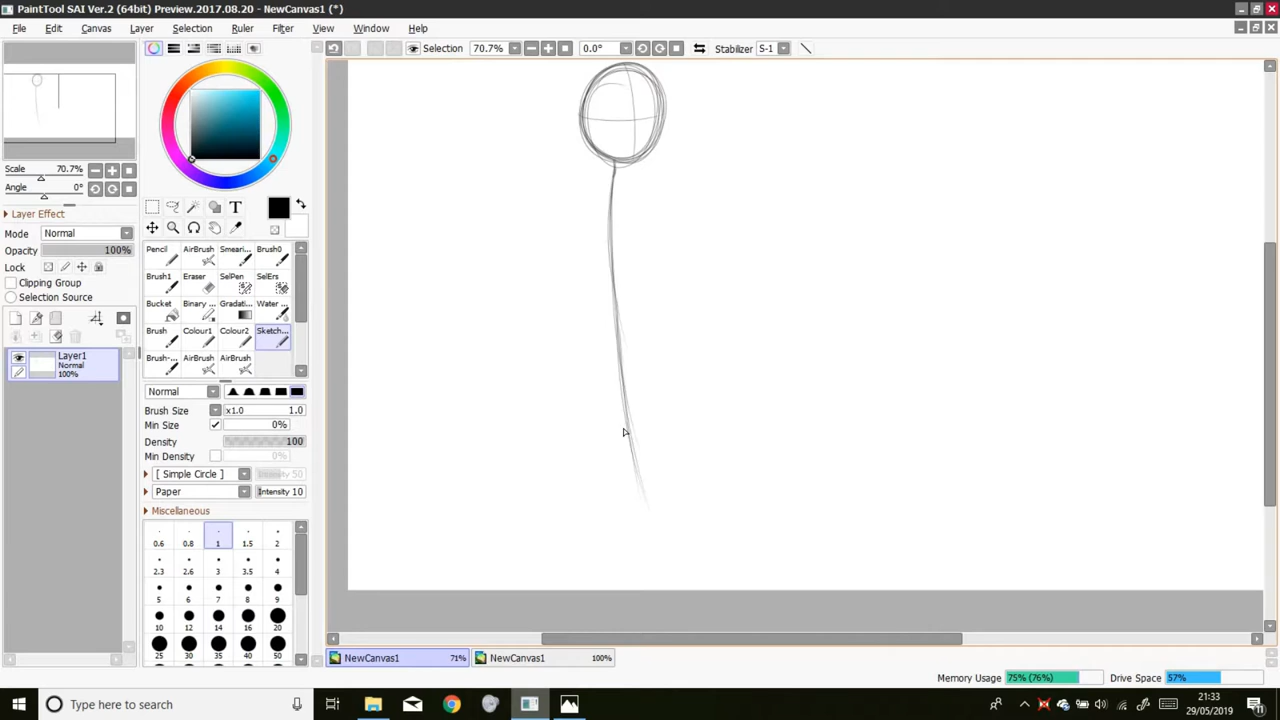 PaintTool SAI Ver.2 (64bit) Preview.2017.08.20 - NewCanvas1 (*)
File Edit Canvas Layer Selection Ruler Filter View Window Help
Selection 70.7% 0.0° Stabilizer S-1
Scale 70.7%
Angle 0°
Layer Effect
Mode Normal
Opacity 100%
Lock
Clipping Group
Selection Source
Layer1
Normal
100%
T
Pencil AirBrush Smeari... Brush0
Brush1 Eraser SelPen SelErs
Bucket Binary ... Gradati... Water ...
Brush Colour1 Colour2 Sketch...
Brush-... AirBrush AirBrush
Normal
Brush Size x1.0 1.0
Min Size 0%
Density 100
Min Density 0%
[ Simple Circle ] Intensity 50
Paper Intensity 10
Miscellaneous
0.6 0.8 1 1.5 2
2.3 2.6 3 3.5 4
5 6 7 8 9
10 12 14 16 20
25 30 35 40 50
NewCanvas1 71% NewCanvas1 100%
Memory Usage 75% (76%) Drive Space 57%
Type here to search
21:33
29/05/2019
11